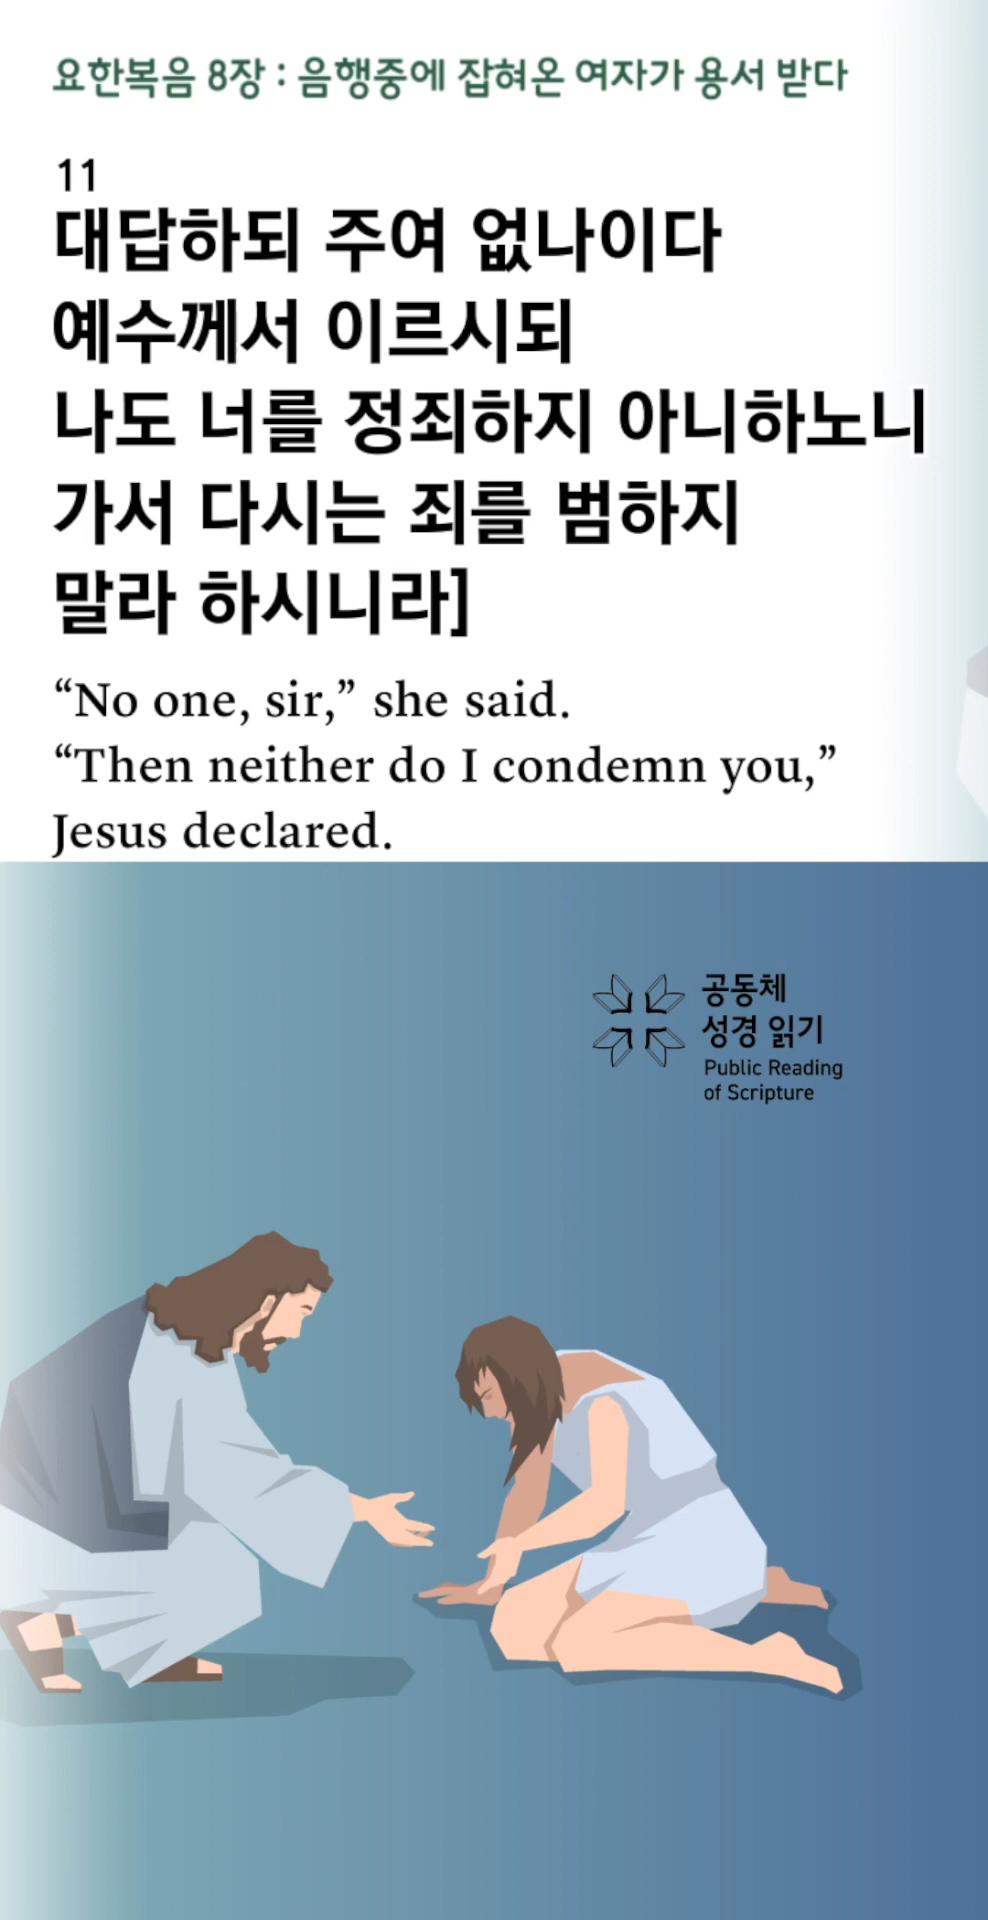 요한복음 8장 : 음행중에 잡혀온 여자가 용서 받다
11
대답하되 주여 없나이다
예수께서 이르시되
나도 너를 정죄하지 아니하노니
가서 다시는 죄를 범하지
말라 하시니라]
“No one, sir,” she said.
“Then neither do I condemn you,”
Jesus declared.
공동체
성경 읽기
Public Reading
of Scripture